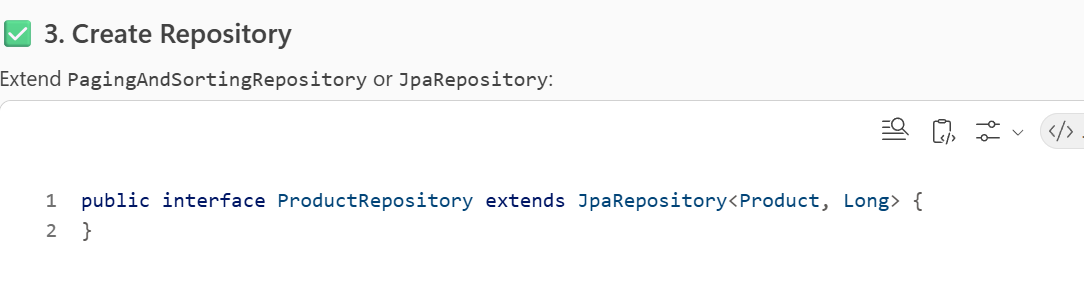 3. Create Repository
Extend PagingAndSortingRepository or JpaRepository:
</>
1 public interface ProductRepository extends JpaRepository<Product, Long> {
2 }